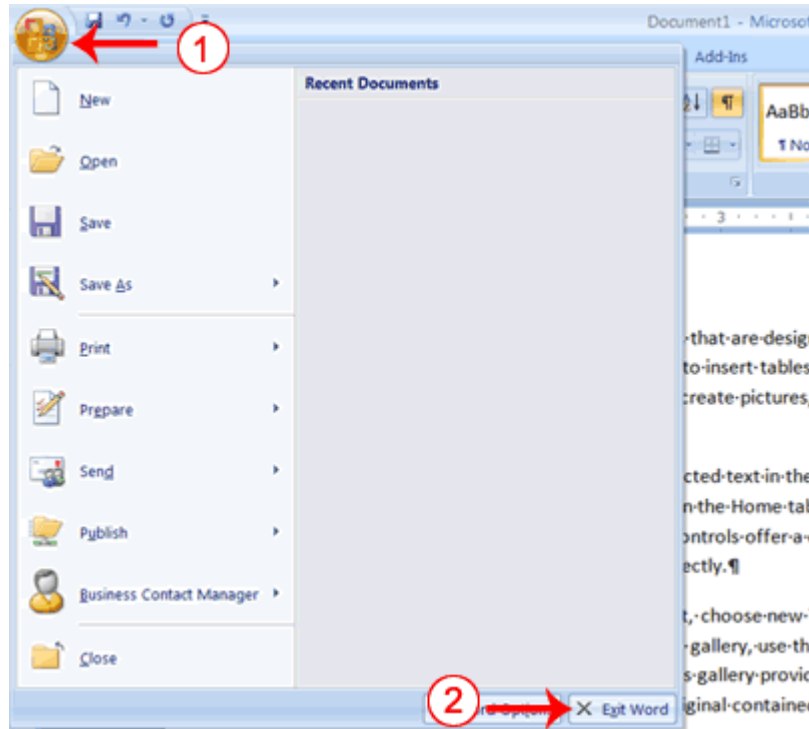 Document1 - Microsof
1
Add-Ins
Recent Documents
New
Open
Save
Save As
Print
Prepare
Send
Publish
Business Contact Manager
Close
AaBb
¶ No
3
·that·are·desig
to·insert·tables
create·pictures,
cted·text·in·the
n·the·Home·tal
ontrols·offer·a·
ectly.¶
t,·choose·new·
·gallery,·use·th
s·gallery·provid
iginal·containe
2
Exit Word